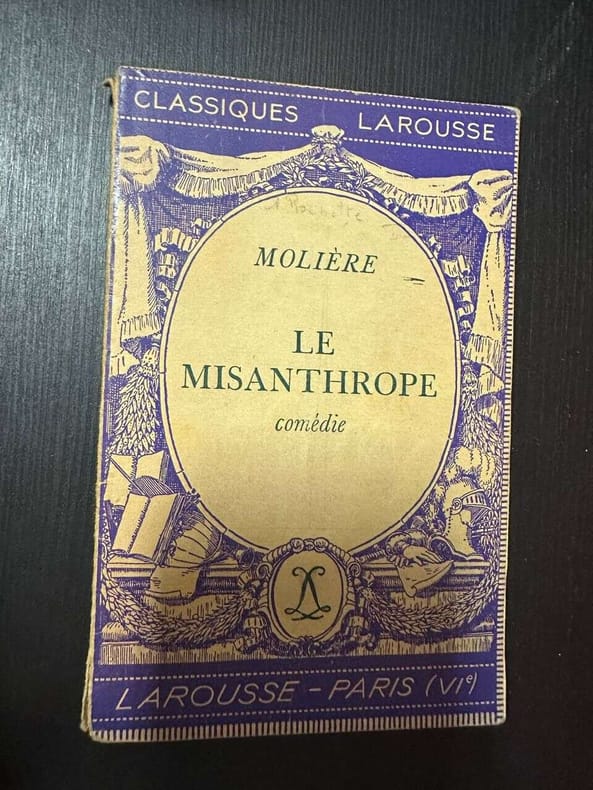 CLASSIQUES LAROUSSE
MOLIÈRE
LE
MISANTHROPE
comédie
LAROUSSE – PARIS (VIe)